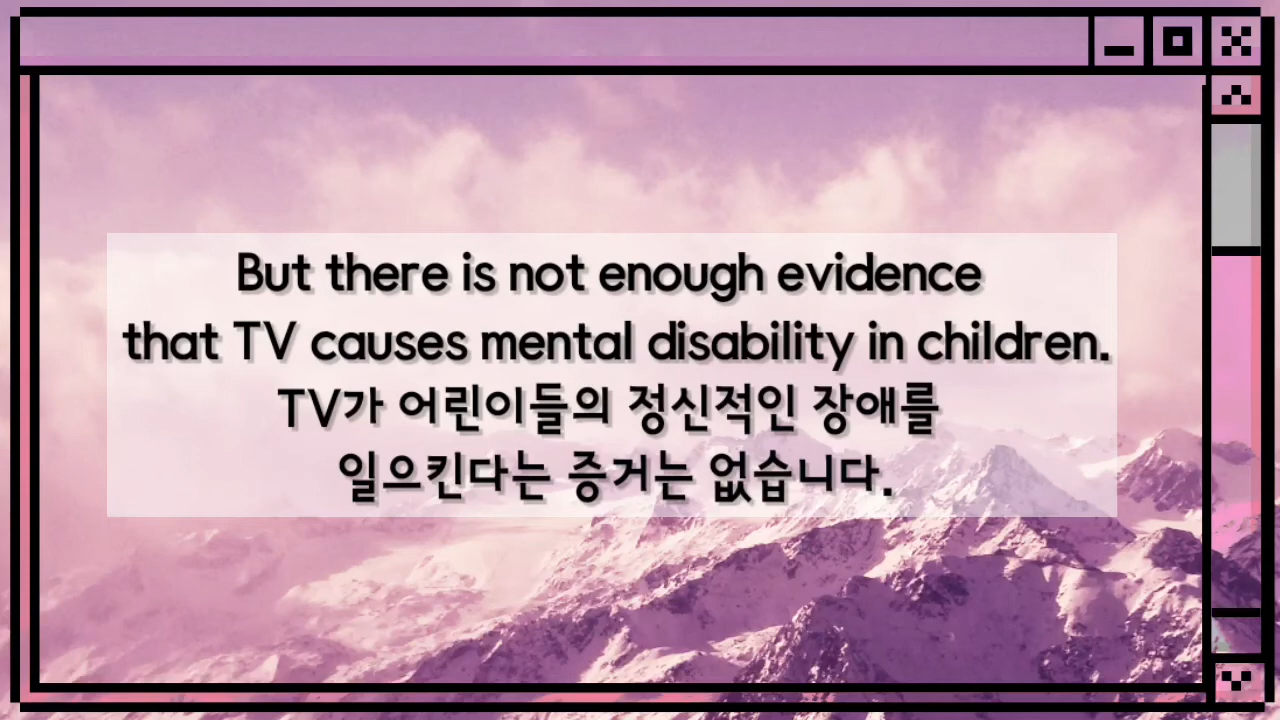 But there is not enough evidence
that TV causes mental disability in children.
TV가 어린이들의 정신적인 장애를
일으킨다는 증거는 없습니다.